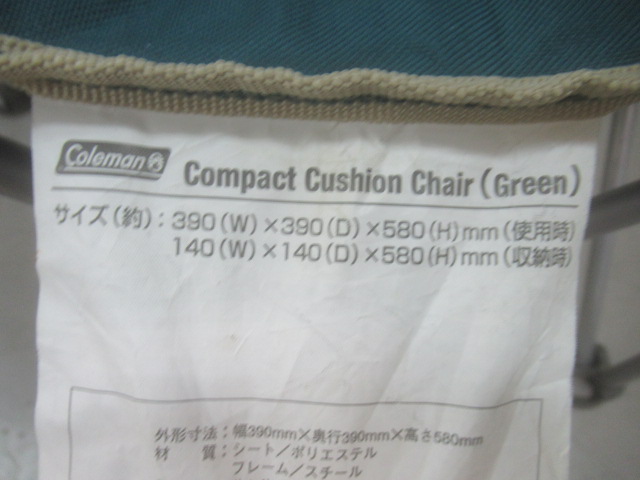 Coleman
Compact Cushion Chair (Green)
サイズ(約):390(W)×390(D)×580(H)mm(使用時)
140(W)×140(D)×580(H)mm(収納時)
外形寸法:幅390mm×奥行390mm×高さ580mm
材 質:シート/ポリエステル
フレーム/スチール